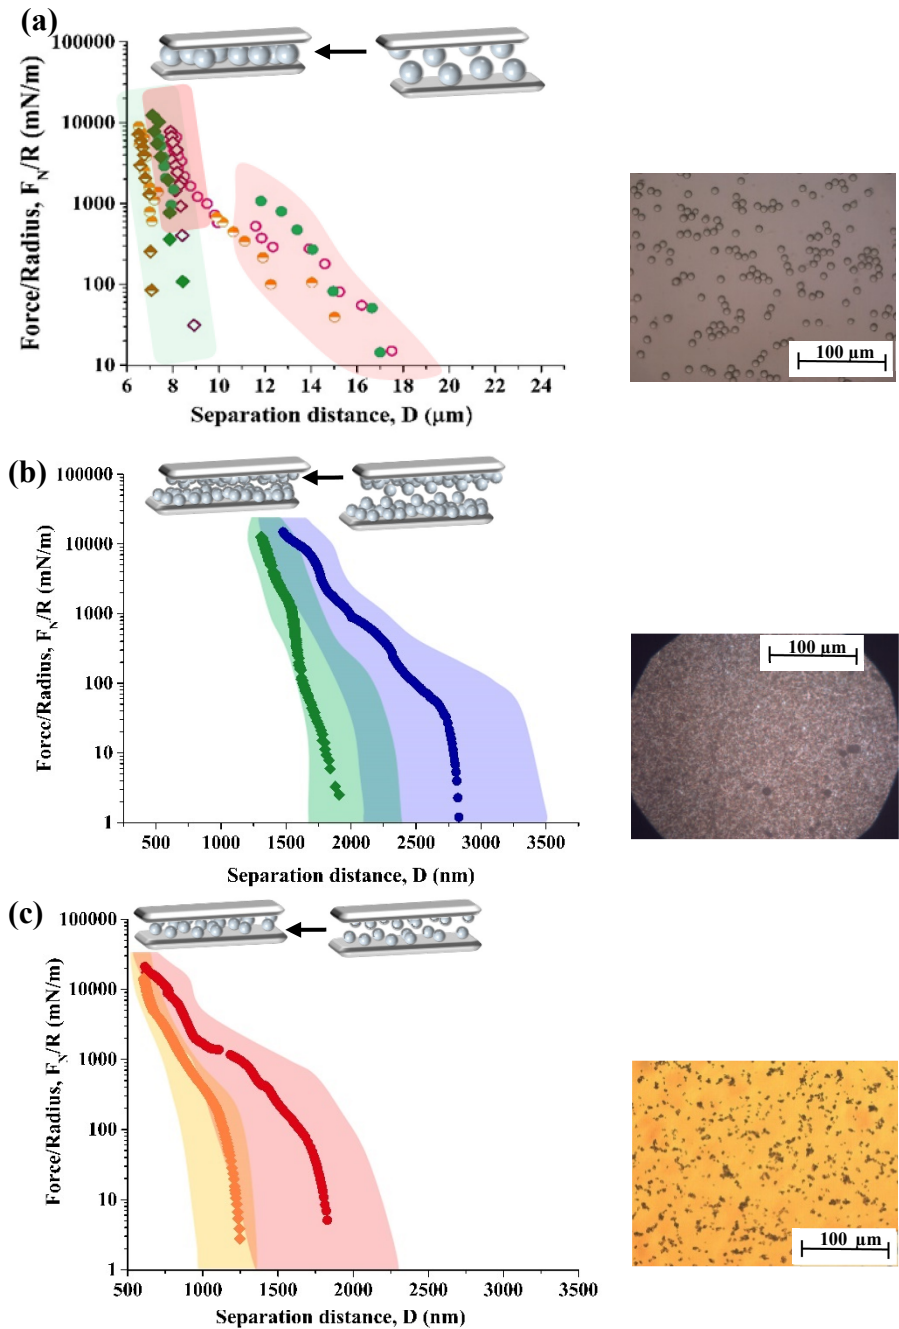 (a)
100000
10000
1000
100
10
Force/Radius, F_N/R (mN/m)
6 8 10 12 14 16 18 20 22 24
Separation distance, D (μm)
100 µm
(b)
100000
10000
1000
100
10
1
Force/Radius, F_N/R (mN/m)
500 1000 1500 2000 2500 3000 3500
Separation distance, D (nm)
100 µm
(c)
100000
10000
1000
100
10
1
Force/Radius, F_N/R (mN/m)
500 1000 1500 2000 2500 3000 3500
Separation distance, D (nm)
100 µm